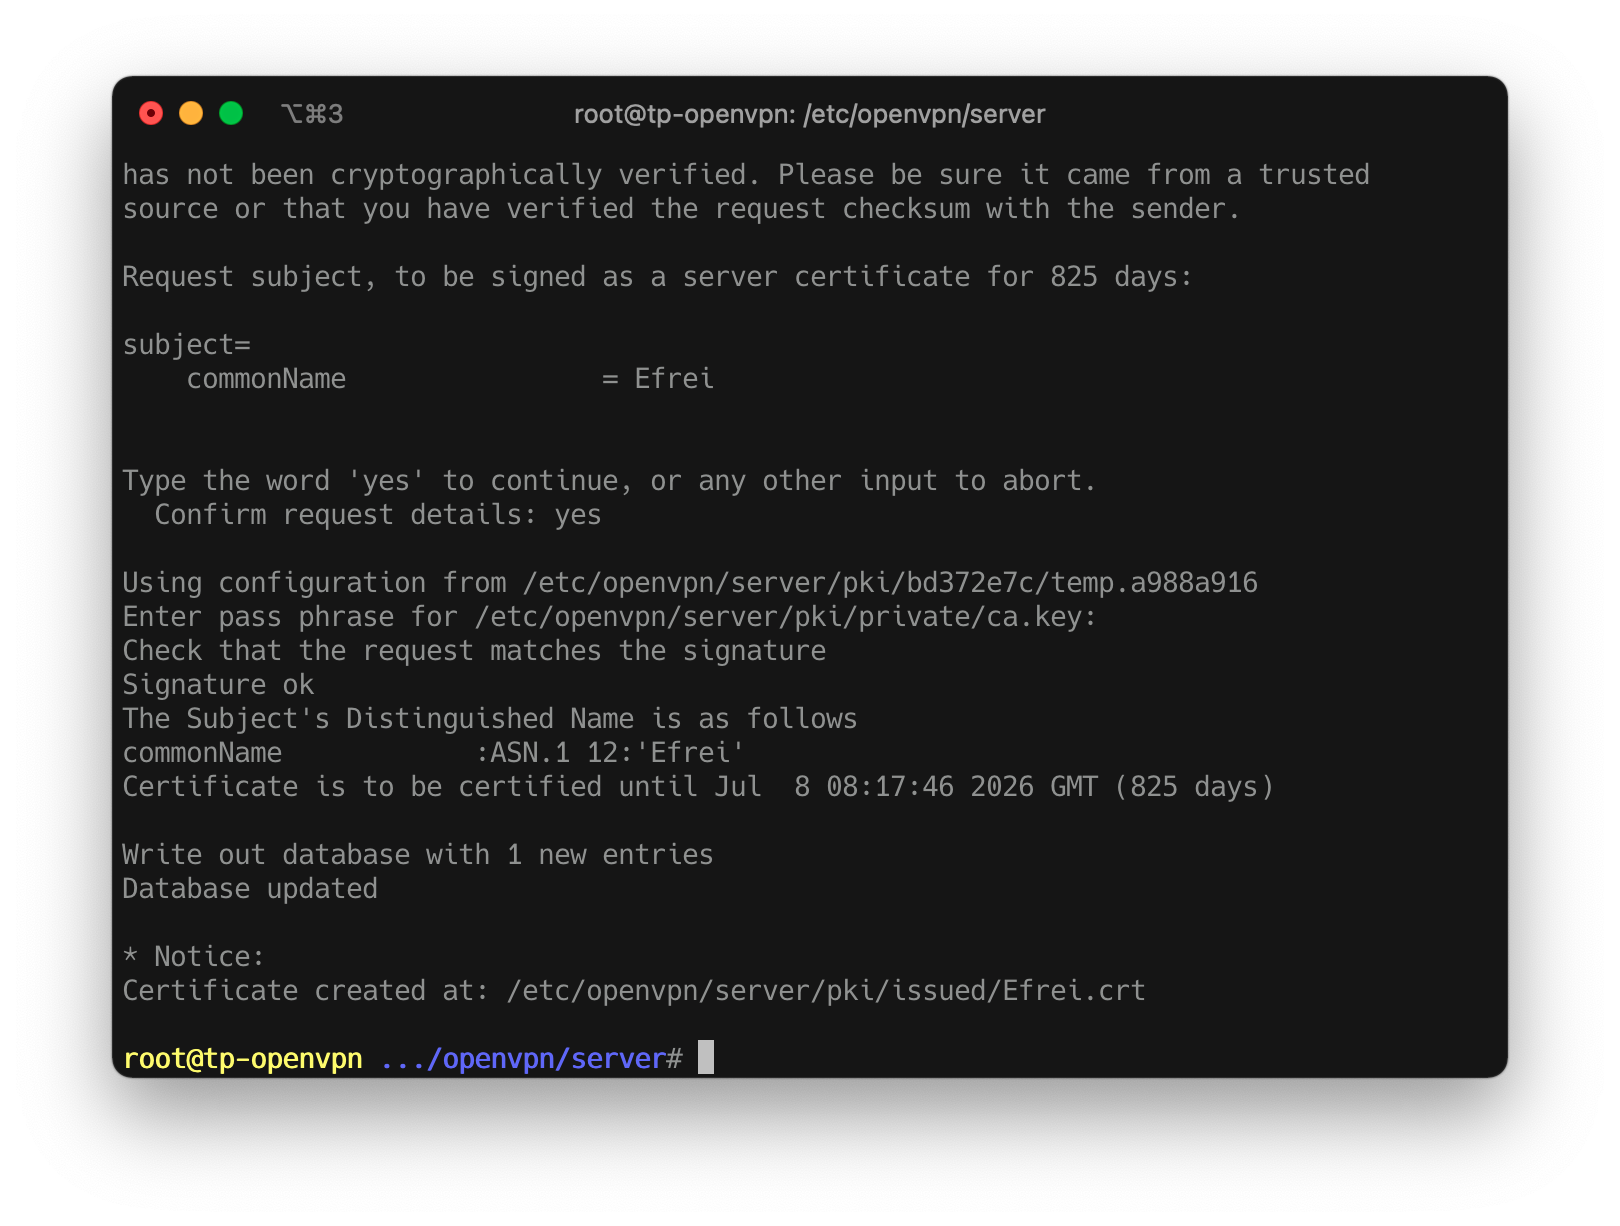 ⌥⌘3
root@tp-openvpn: /etc/openvpn/server
has not been cryptographically verified. Please be sure it came from a trusted
source or that you have verified the request checksum with the sender.
Request subject, to be signed as a server certificate for 825 days:
subject=
    commonName                = Efrei
Type the word 'yes' to continue, or any other input to abort.
  Confirm request details: yes
Using configuration from /etc/openvpn/server/pki/bd372e7c/temp.a988a916
Enter pass phrase for /etc/openvpn/server/pki/private/ca.key:
Check that the request matches the signature
Signature ok
The Subject's Distinguished Name is as follows
commonName            :ASN.1 12:'Efrei'
Certificate is to be certified until Jul  8 08:17:46 2026 GMT (825 days)
Write out database with 1 new entries
Database updated
* Notice:
Certificate created at: /etc/openvpn/server/pki/issued/Efrei.crt
root@tp-openvpn .../openvpn/server#